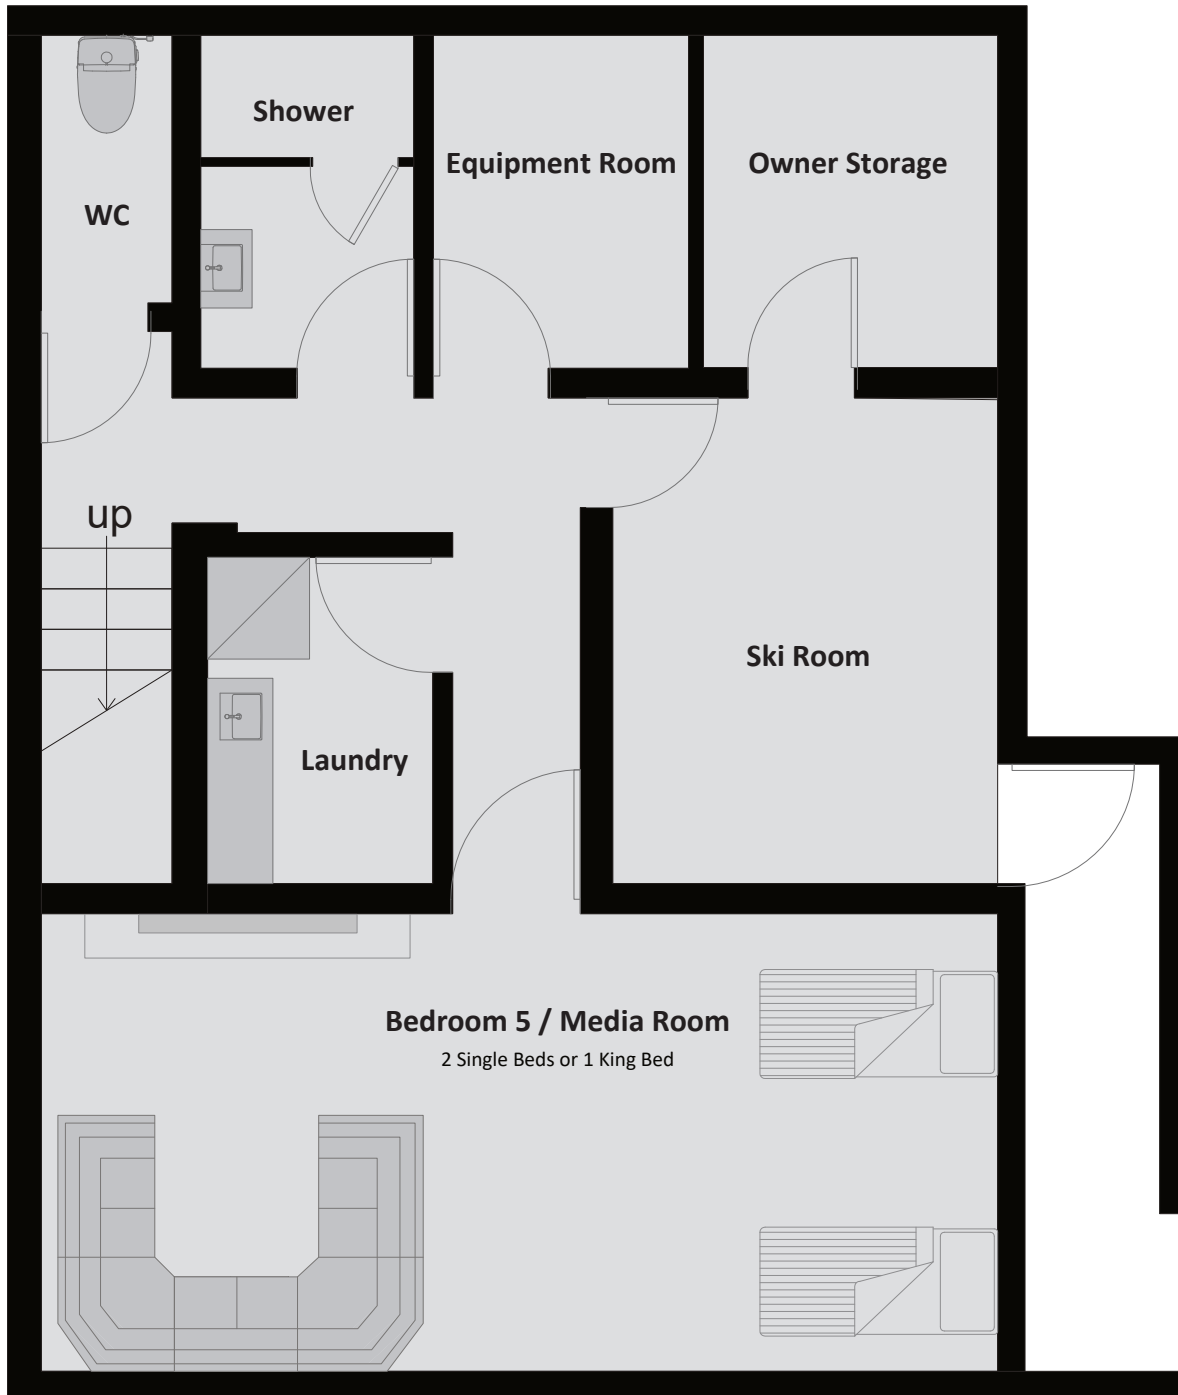 Shower
Equipment Room
Owner Storage
WC
up
Ski Room
Laundry
Bedroom 5 / Media Room
2 Single Beds or 1 King Bed